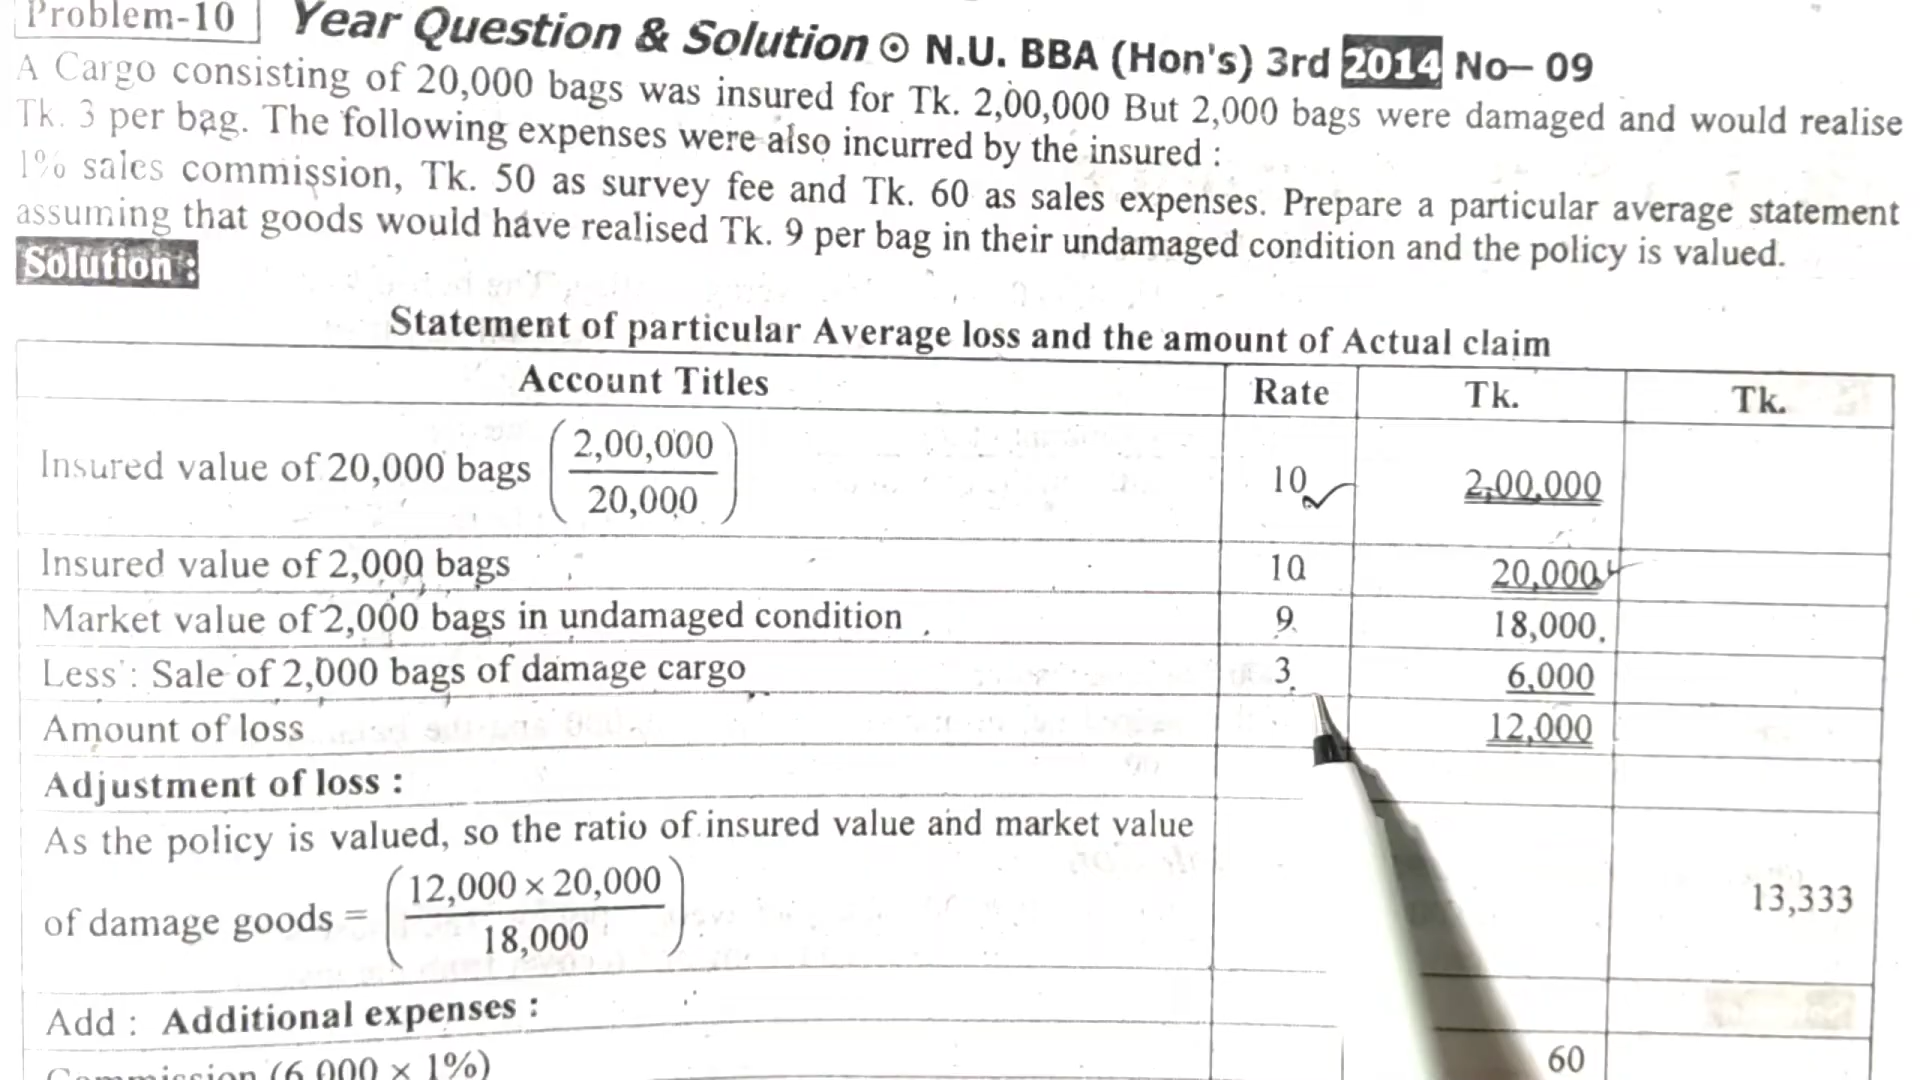 Problem-10 Year Question & Solution ⊙ N.U. BBA (Hon's) 3rd 2014 No– 09
A Cargo consisting of 20,000 bags was insured for Tk. 2,00,000 But 2,000 bags were damaged and would realise
Tk. 3 per bag. The following expenses were also incurred by the insured :
1% sales commission, Tk. 50 as survey fee and Tk. 60 as sales expenses. Prepare a particular average statement
assuming that goods would have realised Tk. 9 per bag in their undamaged condition and the policy is valued.
Solution :
Statement of particular Average loss and the amount of Actual claim
Account Titles Rate Tk. Tk.
Insured value of 20,000 bags (2,00,000 / 20,000) 10 2,00,000
Insured value of 2,000 bags 10 20,000
Market value of 2,000 bags in undamaged condition 9 18,000
Less : Sale of 2,000 bags of damage cargo 3 6,000
Amount of loss 12,000
Adjustment of loss :
As the policy is valued, so the ratio of insured value and market value
of damage goods = (12,000 × 20,000 / 18,000) 13,333
Add : Additional expenses :
Commission (6,000 × 1%) 60